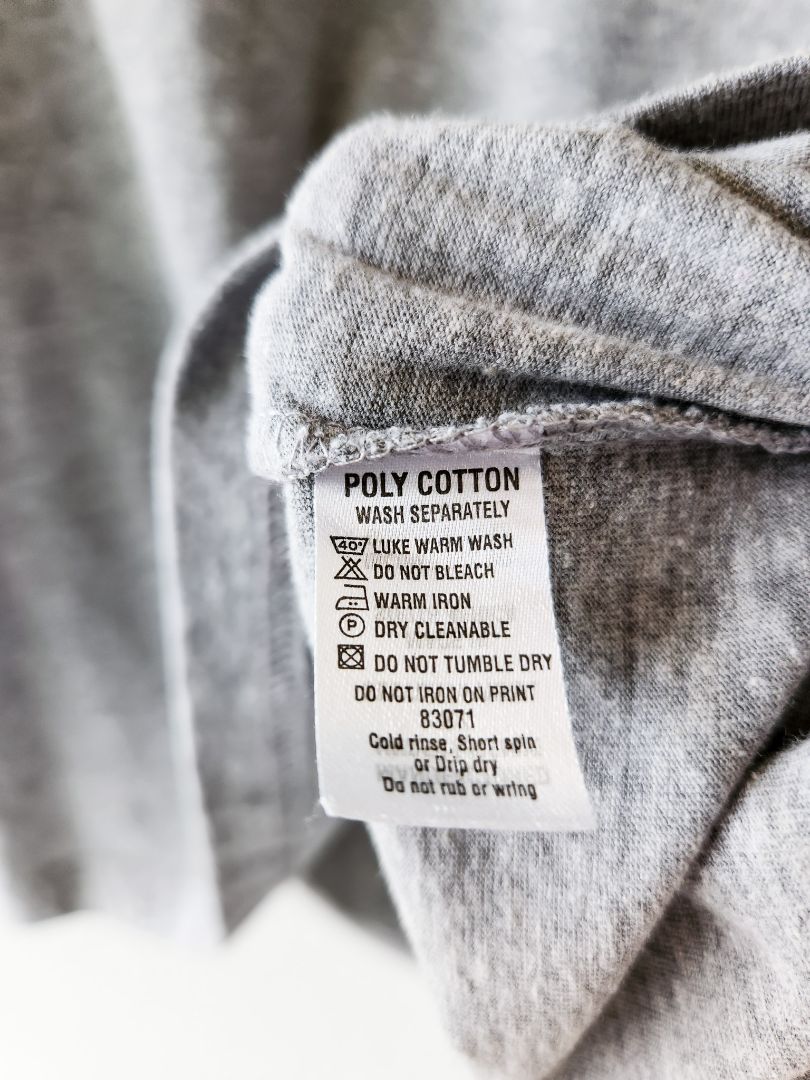 POLY COTTON
WASH SEPARATELY
40° LUKE WARM WASH
DO NOT BLEACH
WARM IRON
P DRY CLEANABLE
DO NOT TUMBLE DRY
DO NOT IRON ON PRINT
83071
Cold rinse, Short spin
or Drip dry
Do not rub or wring